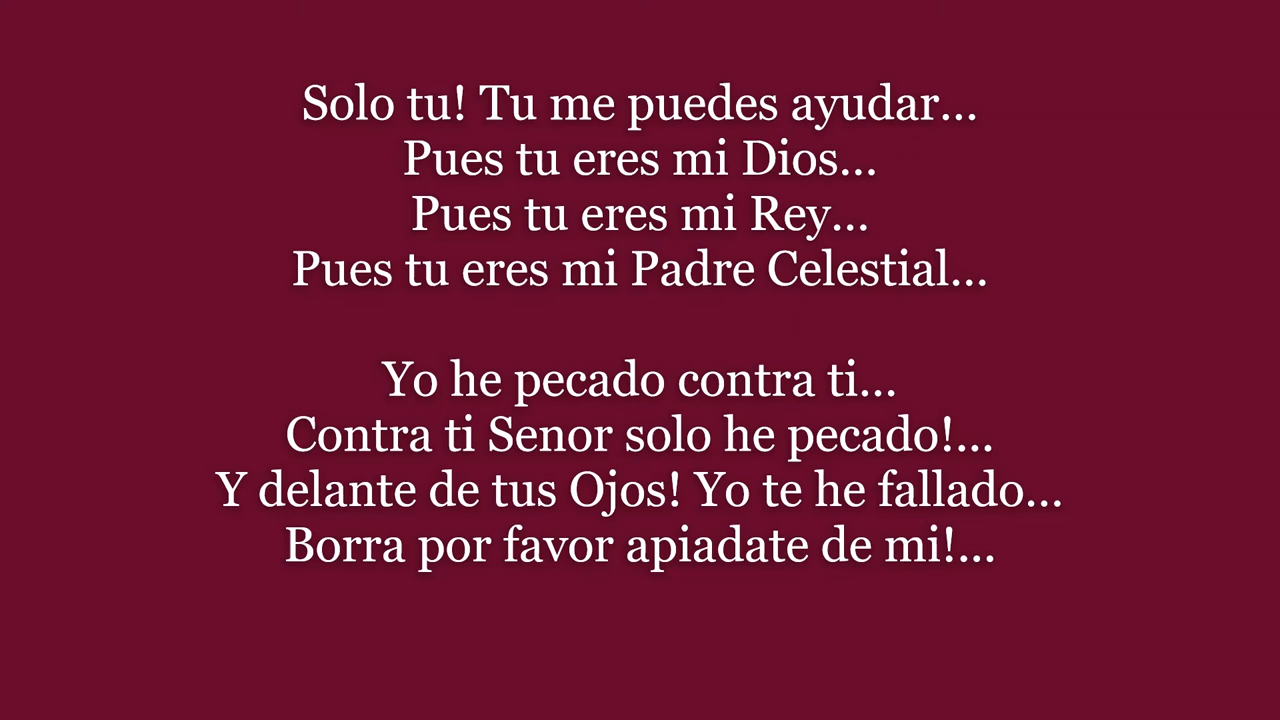 Solo tu! Tu me puedes ayudar...
Pues tu eres mi Dios...
Pues tu eres mi Rey...
Pues tu eres mi Padre Celestial...
Yo he pecado contra ti...
Contra ti Senor solo he pecado!...
Y delante de tus Ojos! Yo te he fallado...
Borra por favor apiadate de mi!...